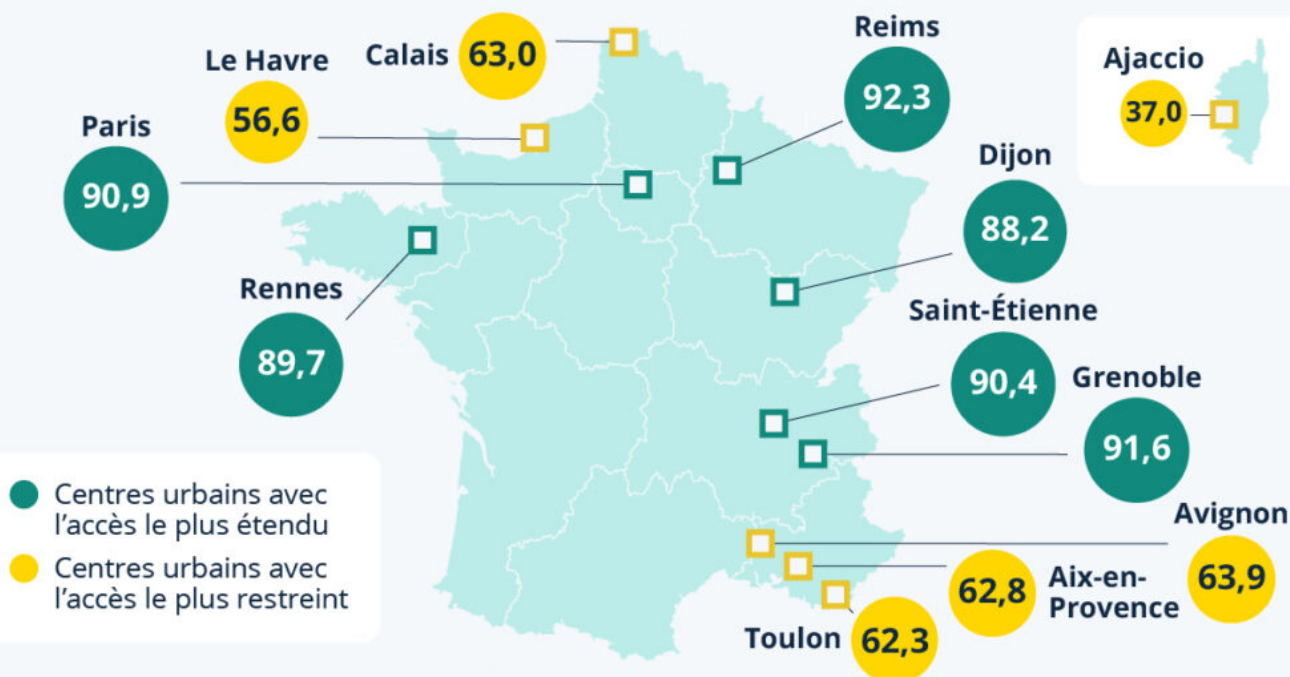 Reims
92,3
Calais
63,0
Le Havre
56,6
Ajaccio
37,0
Paris
90,9
Dijon
88,2
Rennes
89,7
Saint-Étienne
90,4
Grenoble
91,6
Centres urbains avec
l’accès le plus étendu
Centres urbains avec
l’accès le plus restreint
Avignon
63,9
Aix-en-
Provence
62,8
Toulon
62,3